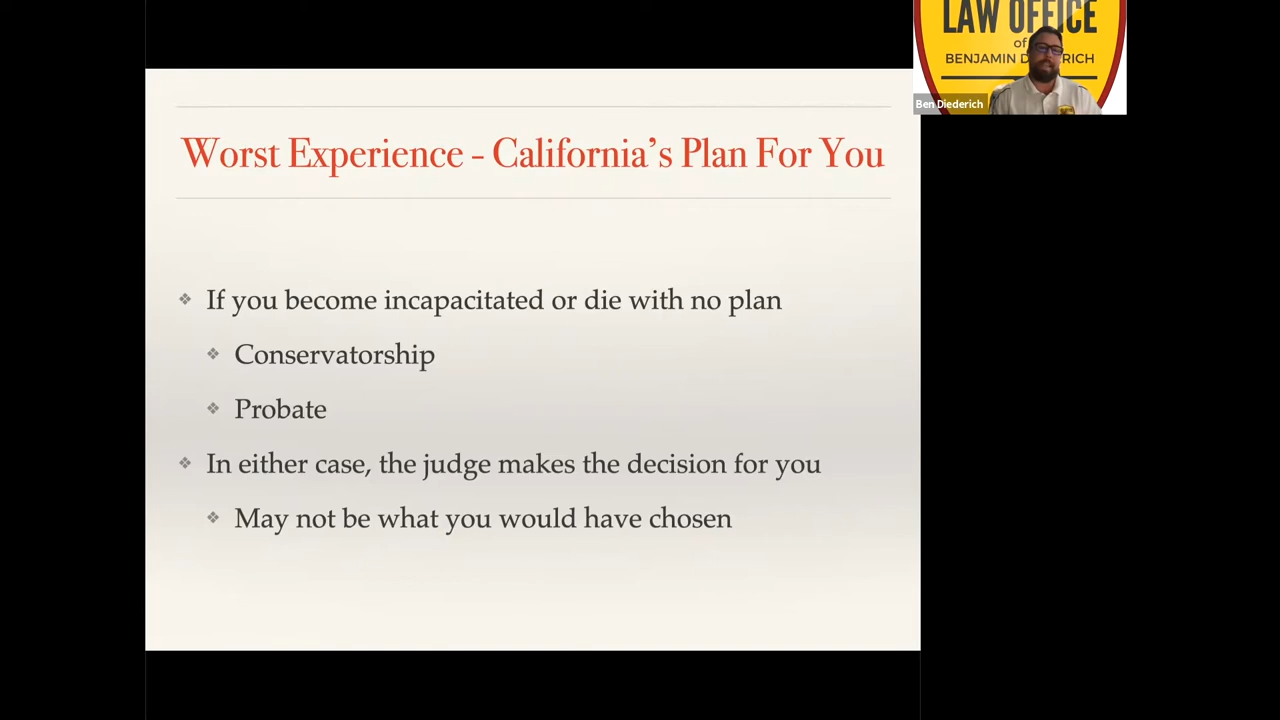 Worst Experience - California's Plan For You
❖ If you become incapacitated or die with no plan
❖ Conservatorship
❖ Probate
❖ In either case, the judge makes the decision for you
❖ May not be what you would have chosen
LAW OFFICE
of
BENJAMIN
Ben Diederich